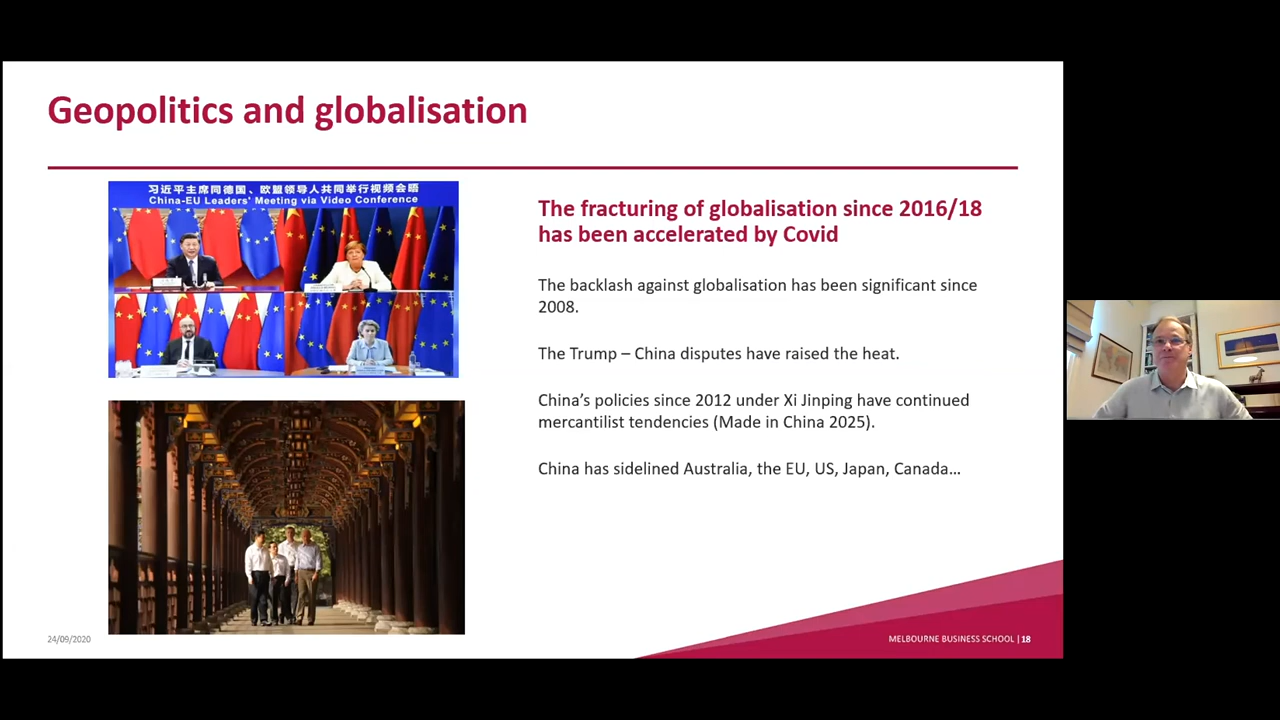 Geopolitics and globalisation
习近平主席同德国、欧盟领导人共同举行视频会晤
China-EU Leaders' Meeting via Video Conference
The fracturing of globalisation since 2016/18
has been accelerated by Covid
The backlash against globalisation has been significant since
2008.
The Trump – China disputes have raised the heat.
China’s policies since 2012 under Xi Jinping have continued
mercantilist tendencies (Made in China 2025).
China has sidelined Australia, the EU, US, Japan, Canada…
24/09/2020
MELBOURNE BUSINESS SCHOOL | 18